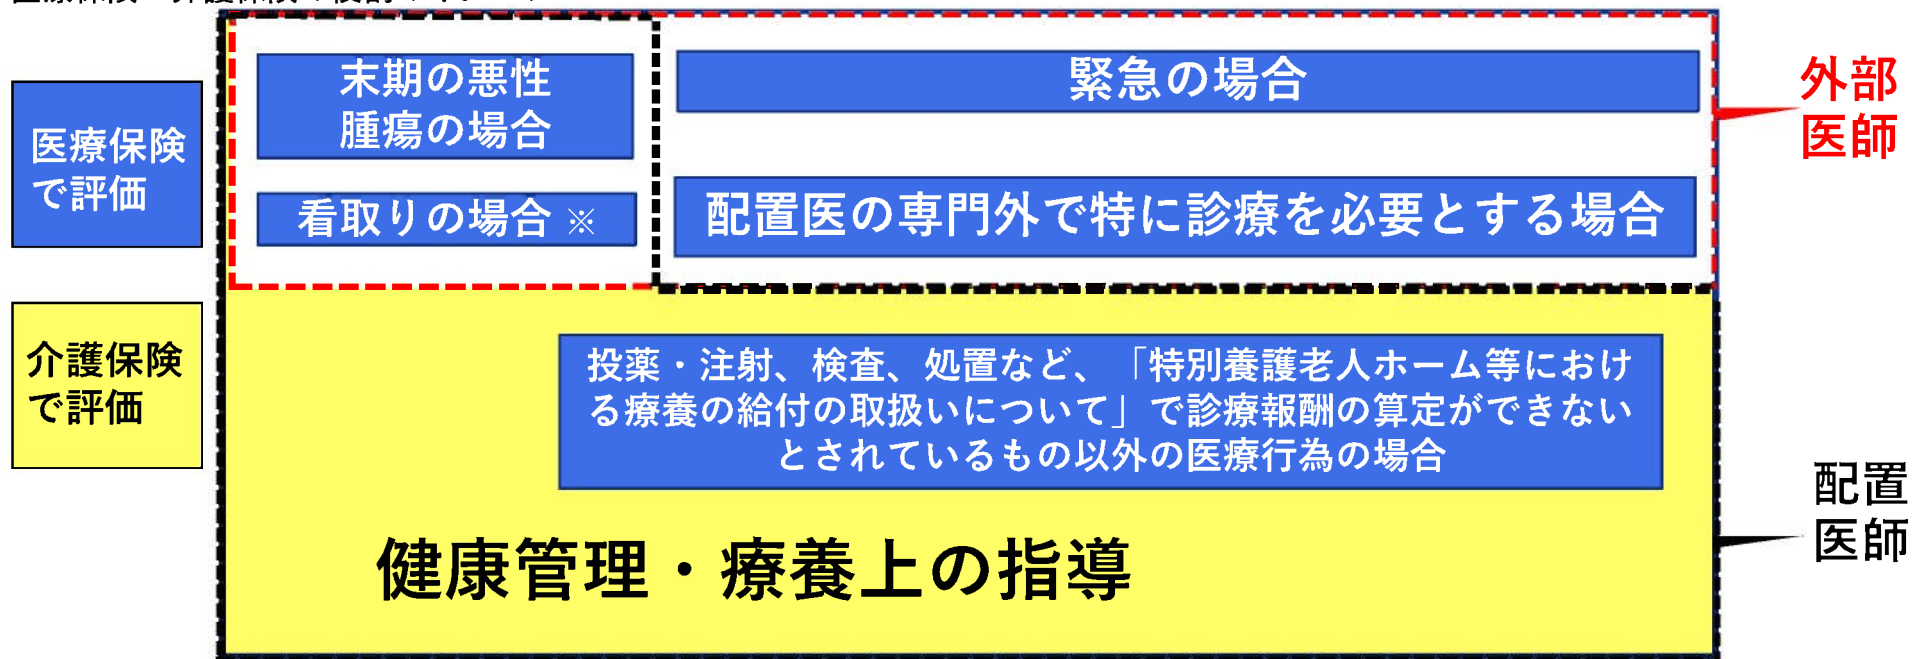 末期の悪性
腫瘍の場合
緊急の場合
外部
医師
医療保険
で評価
看取りの場合 ※
配置医の専門外で特に診療を必要とする場合
介護保険
で評価
投薬・注射、検査、処置など、「特別養護老人ホーム等におけ
る療養の給付の取扱いについて」で診療報酬の算定ができない
とされているもの以外の医療行為の場合
配置
医師
健康管理・療養上の指導